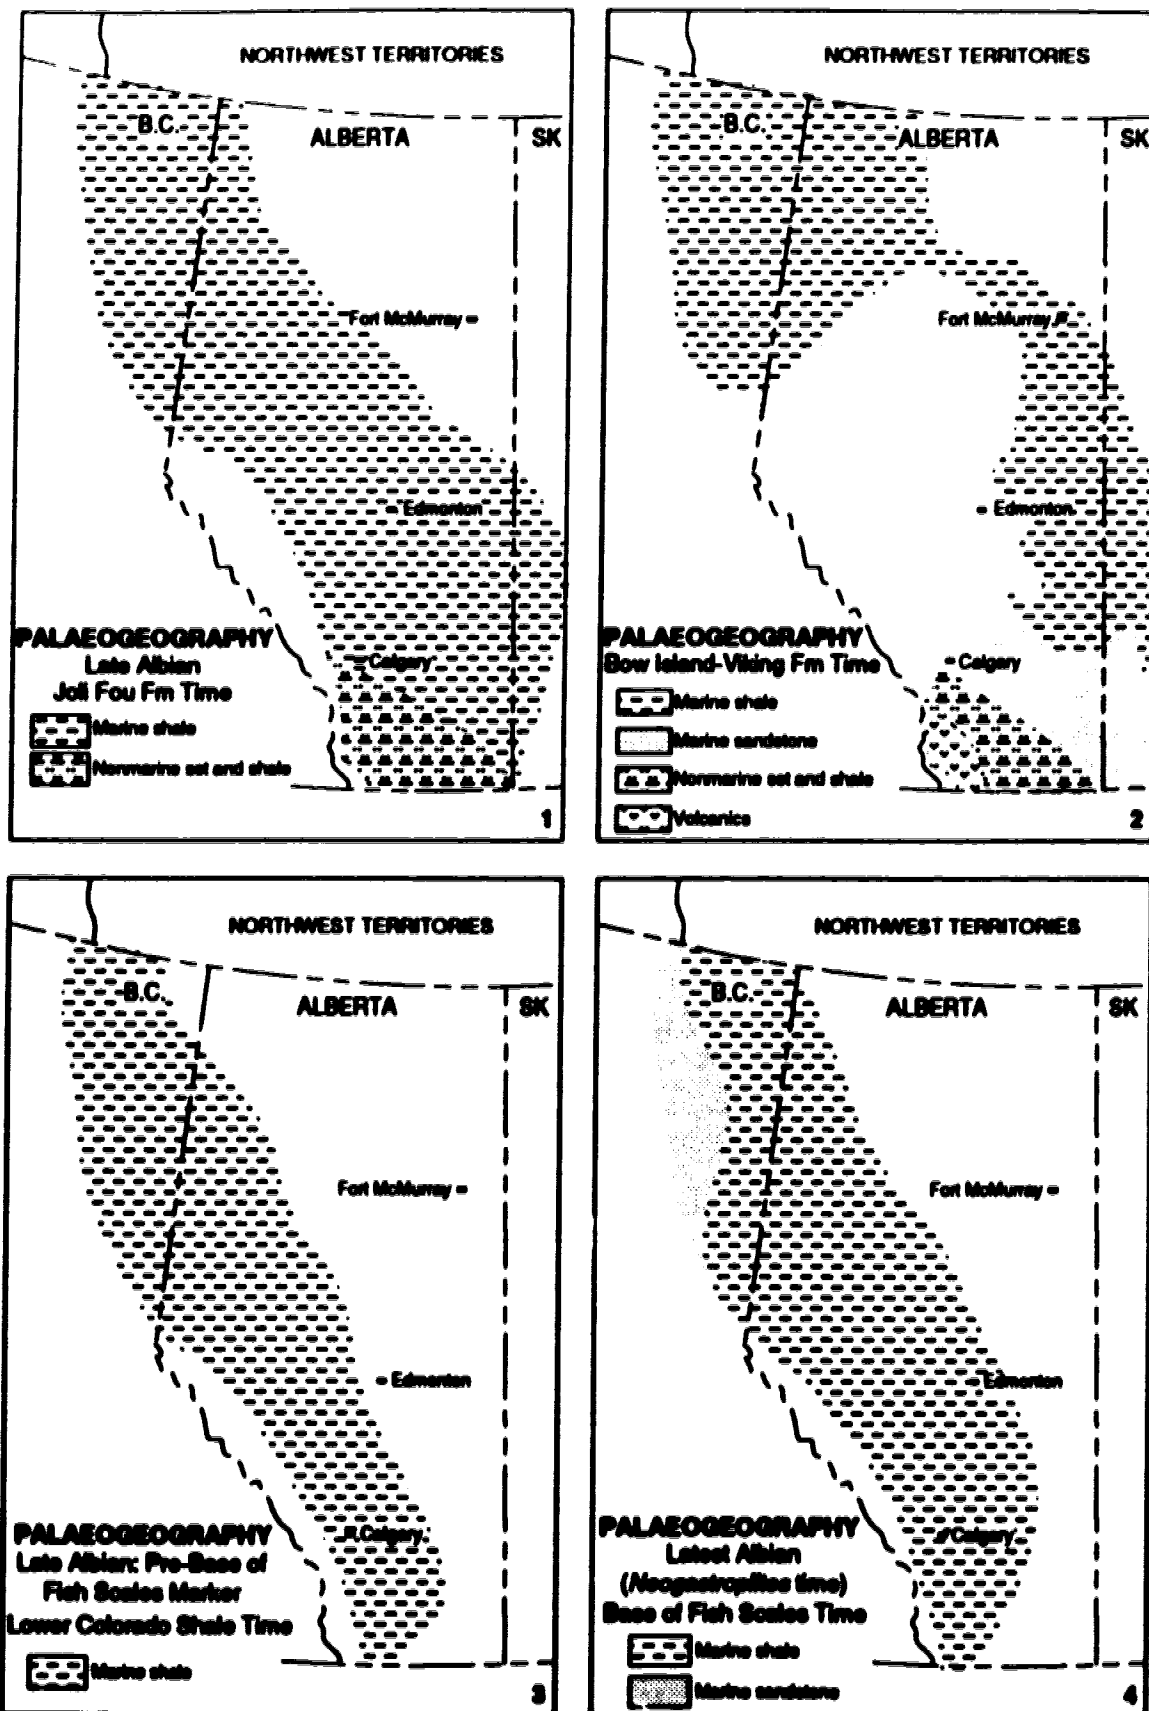 NORTHWEST TERRITORIES
B.C.
ALBERTA
SK
Fort McMurray
Edmonton
PALAEOGEOGRAPHY
Late Albian
Joli Fou Fm Time
Calgary
Marine shale
Nonmarine sst and shale
1
NORTHWEST TERRITORIES
B.C.
ALBERTA
SK
Fort McMurray
Edmonton
PALAEOGEOGRAPHY
Bow Island-Viking Fm Time
Calgary
Marine shale
Marine sandstone
Nonmarine sst and shale
Volcanics
2
NORTHWEST TERRITORIES
B.C.
ALBERTA
SK
Fort McMurray
Edmonton
PALAEOGEOGRAPHY
Late Albian: Pre-Base of
Fish Scales Marker
Lower Colorado Shale Time
Calgary
Marine shale
3
NORTHWEST TERRITORIES
B.C.
ALBERTA
SK
Fort McMurray
Edmonton
PALAEOGEOGRAPHY
Latest Albian
(Neogastroplites time)
Base of Fish Scales Time
Calgary
Marine shale
Marine sandstone
4